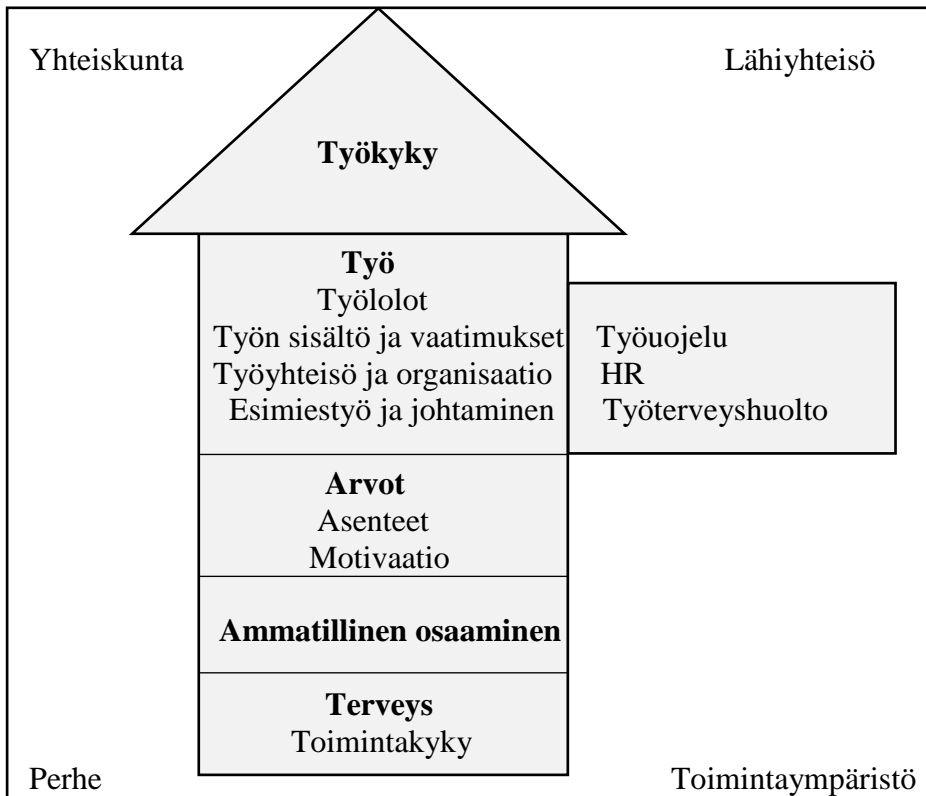 Yhteiskunta
Lähiyhteisö
Työkyky
Työ
Työlolot
Työn sisältö ja vaatimukset
Työyhteisö ja organisaatio
Esimiestyö ja johtaminen
Työuojelu
HR
Työterveyshuolto
Arvot
Asenteet
Motivaatio
Ammatillinen osaaminen
Terveys
Toimintakyky
Perhe
Toimintaympäristö